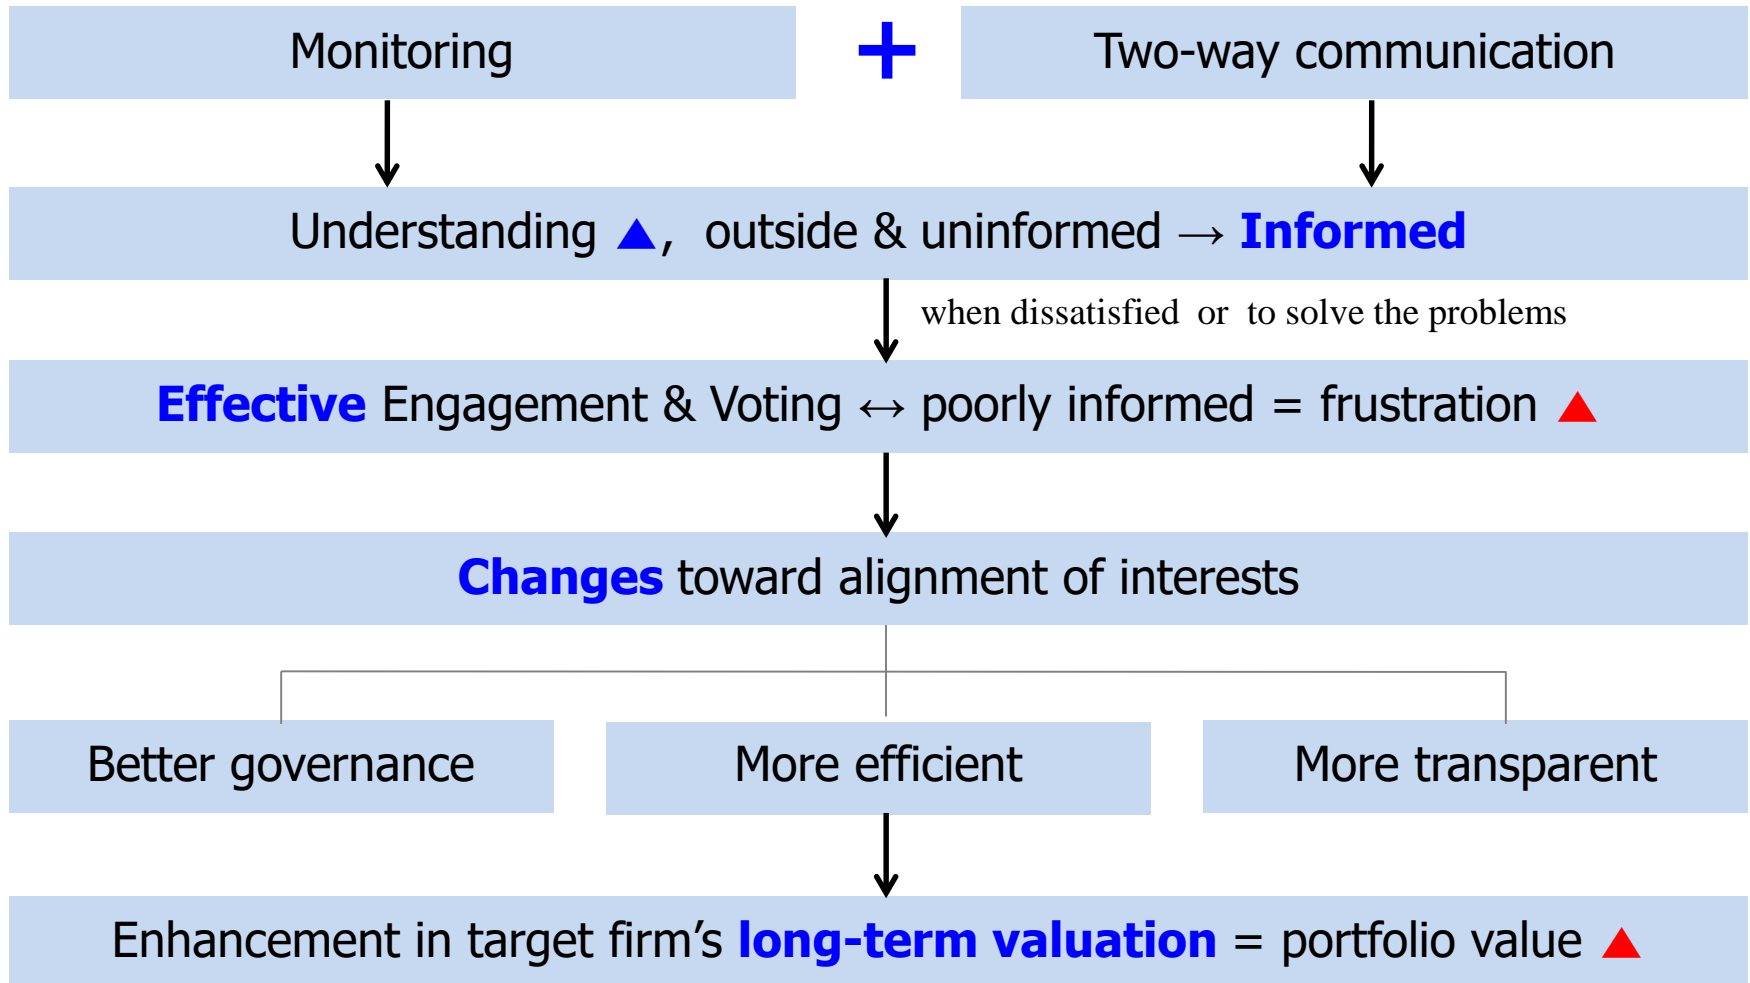 Monitoring + Two-way communication
Understanding ▲, outside & uninformed → Informed
when dissatisfied or to solve the problems
Effective Engagement & Voting ↔ poorly informed = frustration ▲
Changes toward alignment of interests
Better governance
More efficient
More transparent
Enhancement in target firm’s long-term valuation = portfolio value ▲